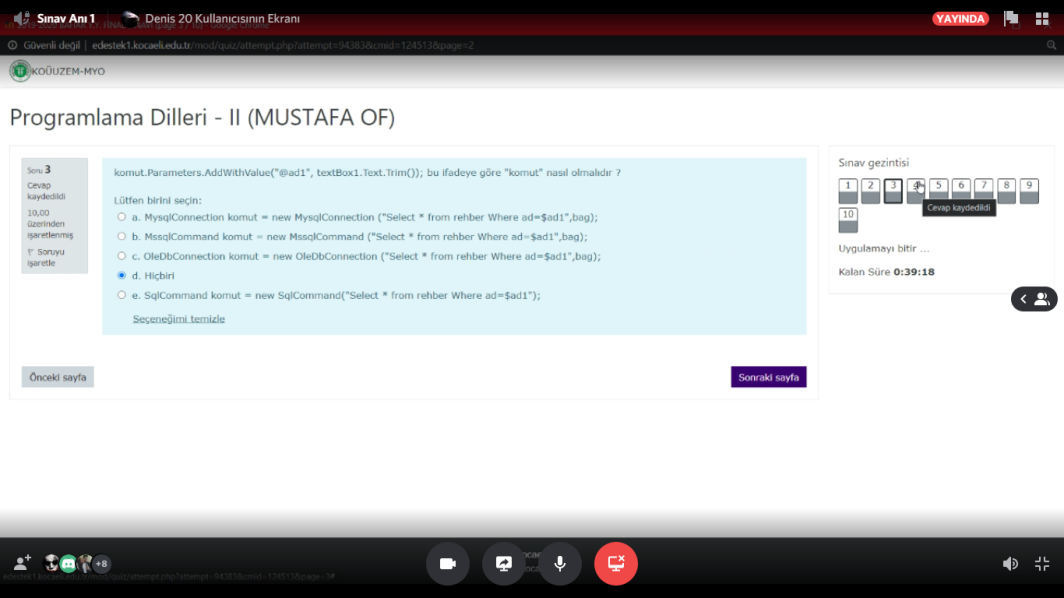 Sınav Anı 1
Denis 20 Kullanıcısının Ekranı
YAYINDA
Güvenli değil | edestek1.kocaeli.edu.tr/mod/quiz/attempt.php?attempt=94383&cmid=124513&page=2
KOÜUZEM-MYO
Programlama Dilleri - II (MUSTAFA OF)
Soru 3
Cevap
kaydedildi
10,00
üzerinden
işaretlenmiş
Soruyu
işaretle
komut.Parameters.AddWithValue("@ad1", textBox1.Text.Trim()); bu ifadeye göre "komut" nasıl olmalıdır ?
Lütfen birini seçin:
a. MysqlConnection komut = new MysqlConnection ("Select * from rehber Where ad=$ad1",bag);
b. MssqlCommand komut = new MssqlCommand ("Select * from rehber Where ad=$ad1",bag);
c. OleDbConnection komut = new OleDbConnection ("Select * from rehber Where ad=$ad1",bag);
d. Hiçbiri
e. SqlCommand komut = new SqlCommand("Select * from rehber Where ad=$ad1");
Seçeneğimi temizle
Önceki sayfa
Sonraki sayfa
Sınav gezintisi
1 2 3 4 5 6 7 8 9
Cevap kaydedildi
10
Uygulamayı bitir ...
Kalan Süre 0:39:18
+8
edestek1.kocaeli.edu.tr/mod/quiz/attempt.php?attempt=94383&cmid=124513&page=3#